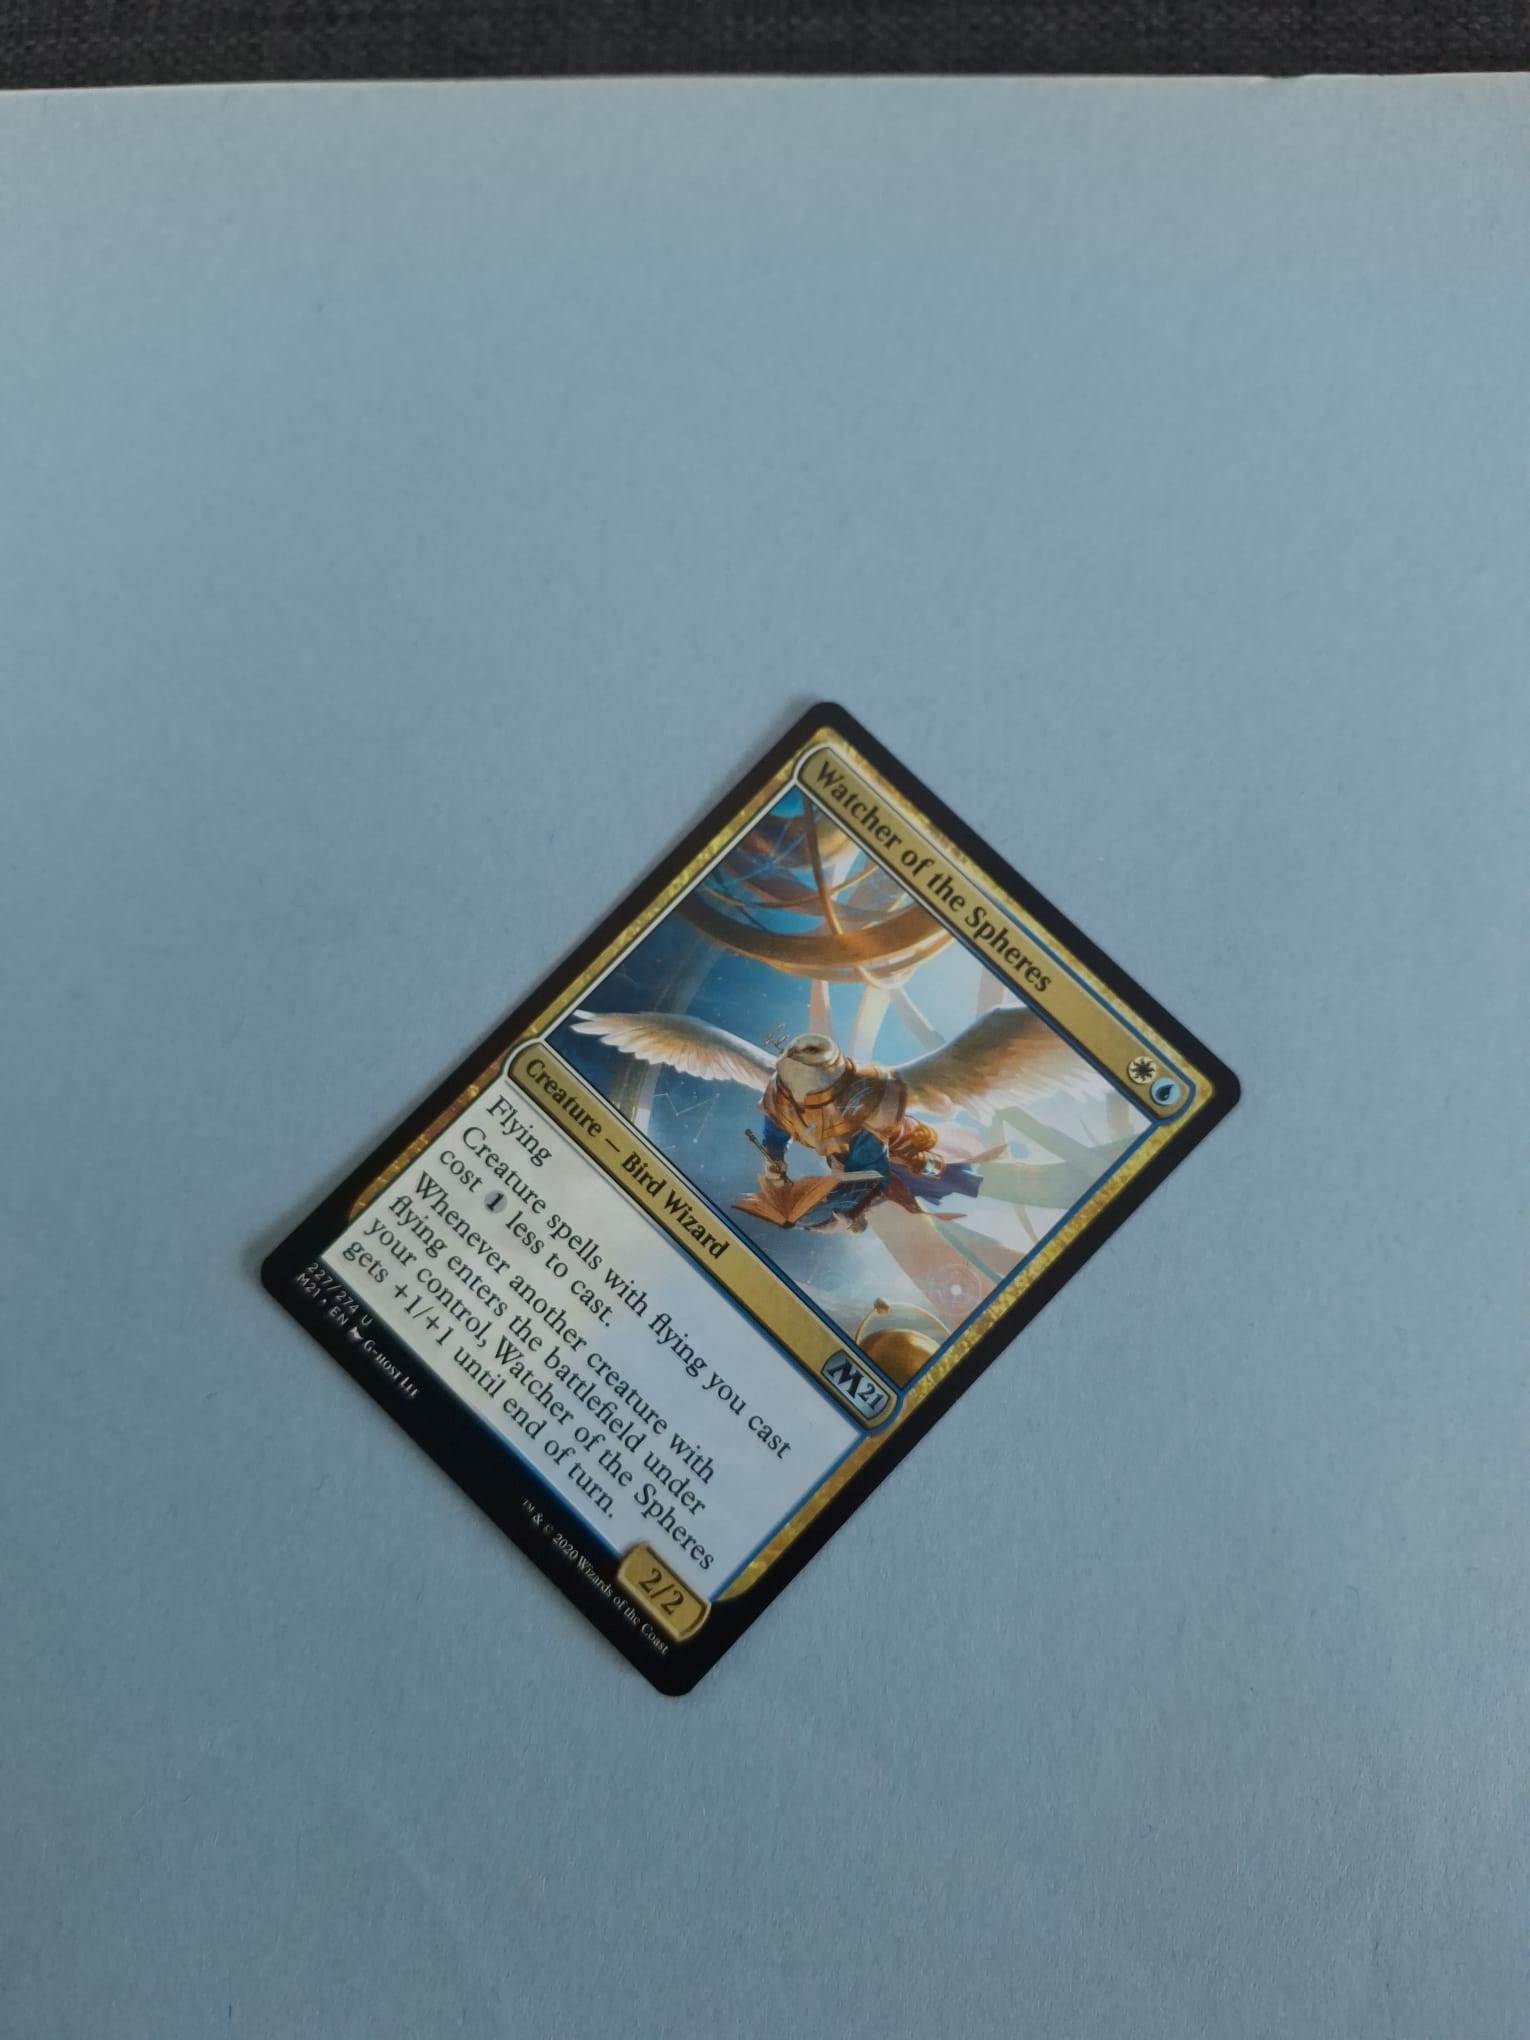 Watcher of the Spheres
Creature — Bird Wizard
M21
Flying
Creature spells with flying you cast
cost 1 less to cast.
Whenever another creature with
flying enters the battlefield under
your control, Watcher of the Spheres
gets +1/+1 until end of turn.
2/2
227/274 U
M21 • EN G-host Lee
™ & © 2020 Wizards of the Coast